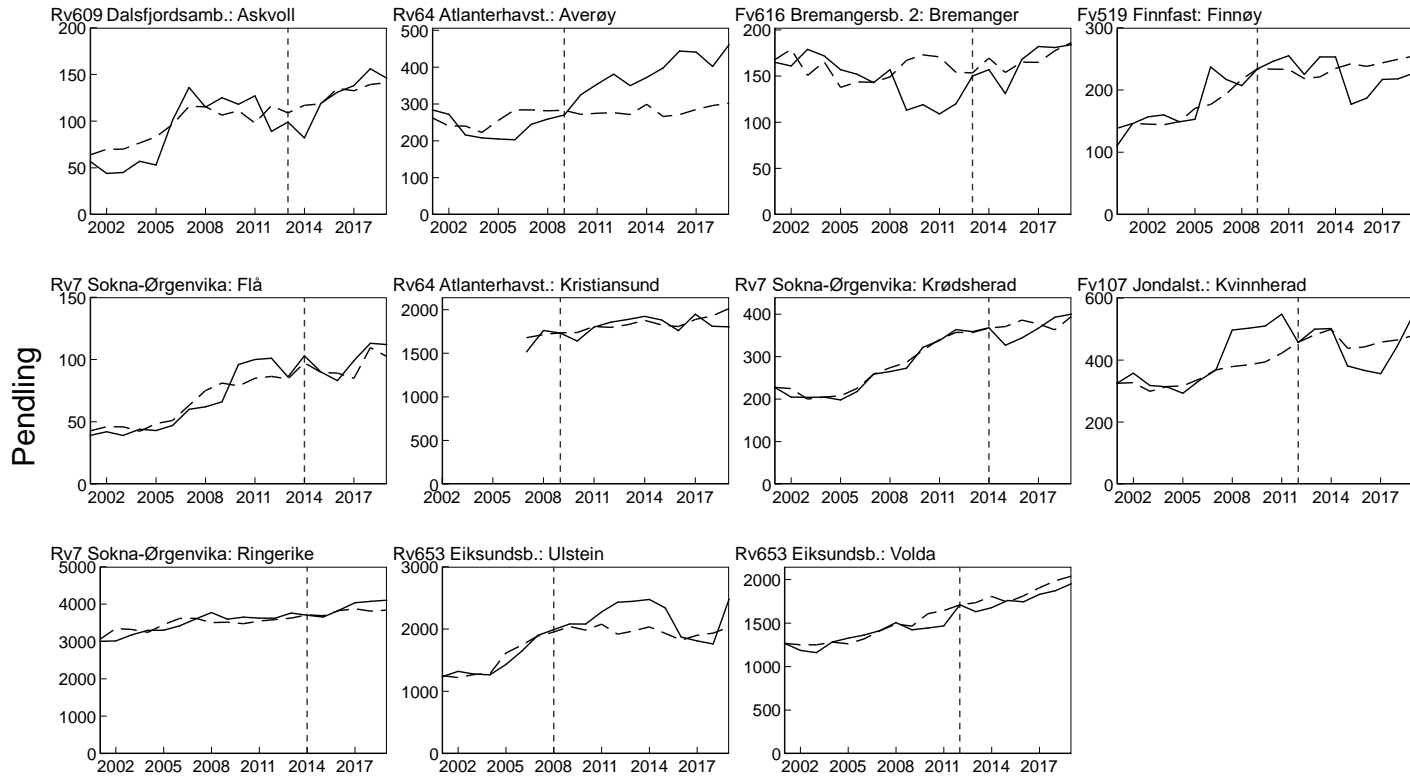 Rv609 Dalsfjordsamb.: Askvoll
200
150
100
50
0
2002 2005 2008 2011 2014 2017
Rv64 Atlanterhavst.: Averøy
500
400
300
200
100
0
2002 2005 2008 2011 2014 2017
Fv616 Bremangersb. 2: Bremanger
200
150
100
50
0
2002 2005 2008 2011 2014 2017
Fv519 Finnfast: Finnøy
300
200
100
0
2002 2005 2008 2011 2014 2017
Pendling
Rv7 Sokna-Ørgenvika: Flå
150
100
50
0
2002 2005 2008 2011 2014 2017
Rv64 Atlanterhavst.: Kristiansund
2000
1500
1000
500
0
2002 2005 2008 2011 2014 2017
Rv7 Sokna-Ørgenvika: Krødsherad
400
300
200
100
0
2002 2005 2008 2011 2014 2017
Fv107 Jondalst.: Kvinnherad
600
400
200
0
2002 2005 2008 2011 2014 2017
Rv7 Sokna-Ørgenvika: Ringerike
5000
4000
3000
2000
1000
0
2002 2005 2008 2011 2014 2017
Rv653 Eiksundsb.: Ulstein
3000
2000
1000
0
2002 2005 2008 2011 2014 2017
Rv653 Eiksundsb.: Volda
2000
1500
1000
500
0
2002 2005 2008 2011 2014 2017